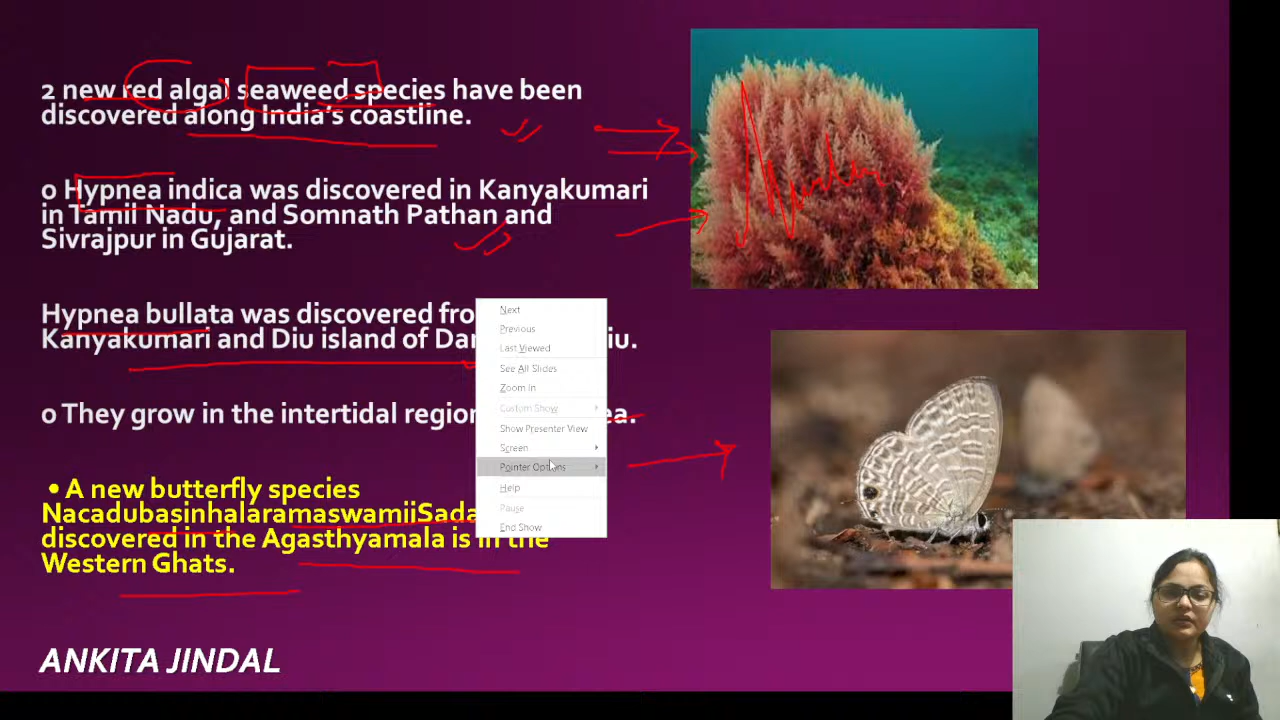 2 new red algal seaweed species have been
discovered along India's coastline.
o Hypnea indica was discovered in Kanyakumari
in Tamil Nadu, and Somnath Pathan and
Sivrajpur in Gujarat.
Hypnea bullata was discovered fro
Kanyakumari and Diu island of Da iu.
o They grow in the intertidal region ea.
• A new butterfly species
NacadubasinhalaramaswamiiSada
discovered in the Agasthyamala is in the
Western Ghats.
ANKITA JINDAL
Next
Previous
Last Viewed
See All Slides
Zoom In
Custom Show
Show Presenter View
Screen
Pointer Options
Help
Pause
End Show